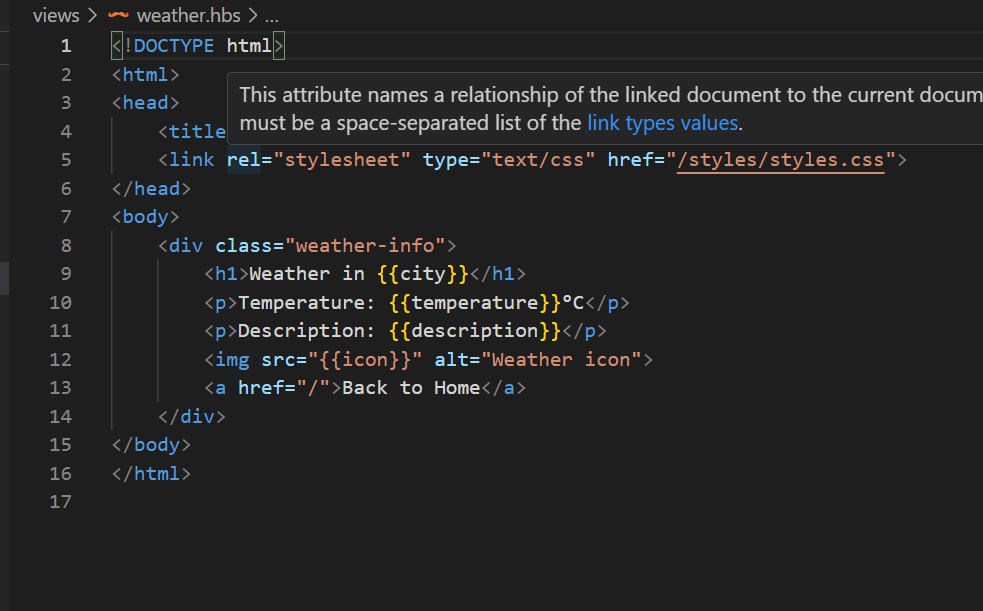 views > weather.hbs > ...
1 <!DOCTYPE html>
2 <html>
This attribute names a relationship of the linked document to the current docum
3 <head>
must be a space-separated list of the link types values.
4 <title
5 <link rel="stylesheet" type="text/css" href="/styles/styles.css">
6 </head>
7 <body>
8 <div class="weather-info">
9 <h1>Weather in {{city}}</h1>
10 <p>Temperature: {{temperature}}°C</p>
11 <p>Description: {{description}}</p>
12 <img src="{{icon}}" alt="Weather icon">
13 <a href="/">Back to Home</a>
14 </div>
15 </body>
16 </html>
17